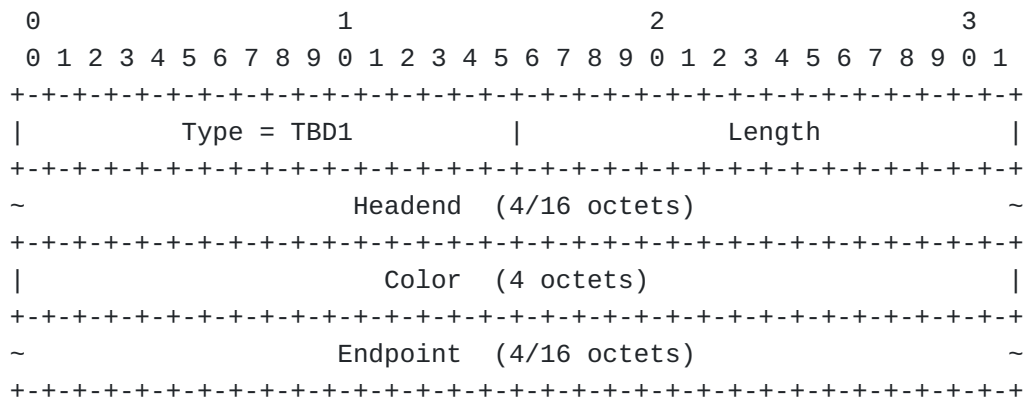 0                   1                   2                   3
 0 1 2 3 4 5 6 7 8 9 0 1 2 3 4 5 6 7 8 9 0 1 2 3 4 5 6 7 8 9 0 1
+-+-+-+-+-+-+-+-+-+-+-+-+-+-+-+-+-+-+-+-+-+-+-+-+-+-+-+-+-+-+-+-+
|          Type = TBD1          |             Length            |
+-+-+-+-+-+-+-+-+-+-+-+-+-+-+-+-+-+-+-+-+-+-+-+-+-+-+-+-+-+-+-+-+
~                     Headend  (4/16 octets)                    ~
+-+-+-+-+-+-+-+-+-+-+-+-+-+-+-+-+-+-+-+-+-+-+-+-+-+-+-+-+-+-+-+-+
|                       Color  (4 octets)                       |
+-+-+-+-+-+-+-+-+-+-+-+-+-+-+-+-+-+-+-+-+-+-+-+-+-+-+-+-+-+-+-+-+
~                    Endpoint  (4/16 octets)                    ~
+-+-+-+-+-+-+-+-+-+-+-+-+-+-+-+-+-+-+-+-+-+-+-+-+-+-+-+-+-+-+-+-+